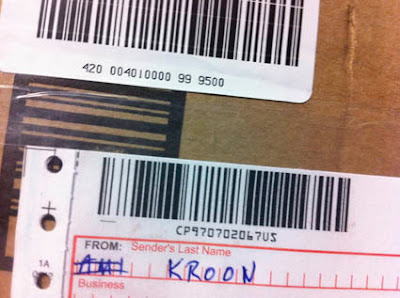 420 004010000 99 9500
CP970702067US
FROM: Sender's Last Name
KROON
1A
Business